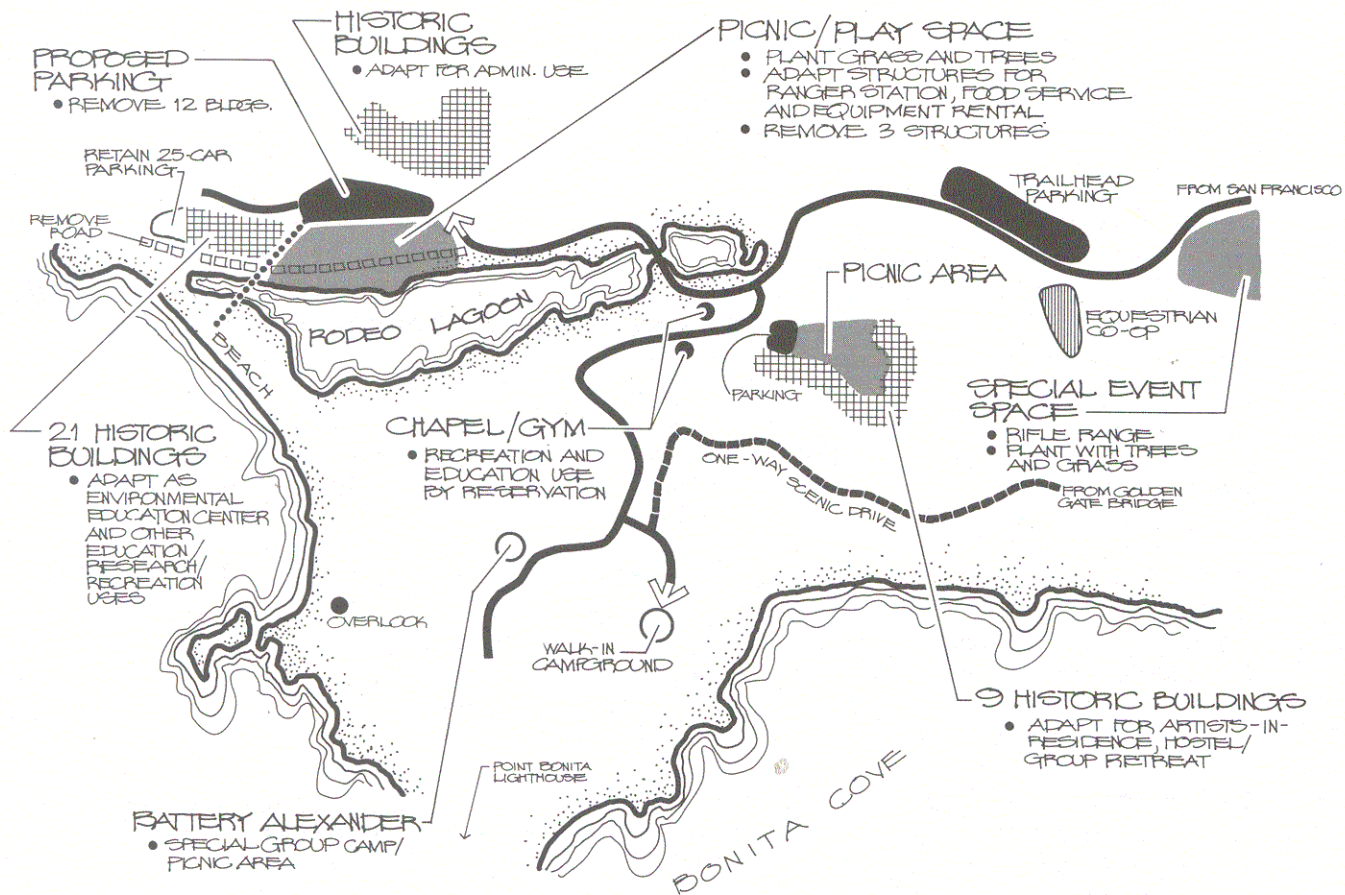 HISTORIC
BUILDINGS
• ADAPT FOR ADMIN. USE
PICNIC/PLAY SPACE
• PLANT GRASS AND TREES
• ADAPT STRUCTURES FOR
RANGER STATION, FOOD SERVICE
AND EQUIPMENT RENTAL
• REMOVE 3 STRUCTURES
PROPOSED
PARKING
• REMOVE 12 BLDGS.
RETAIN 25-CAR
PARKING
REMOVE
ROAD
TRAILHEAD
PARKING
FROM SAN FRANCISCO
PICNIC AREA
RODEO LAGOON
BEACH
EQUESTRIAN
CO-OP
PARKING
SPECIAL EVENT
SPACE
• RIFLE RANGE
• PLANT WITH TREES
AND GRASS
21 HISTORIC
BUILDINGS
• ADAPT AS
ENVIRONMENTAL
EDUCATION CENTER
AND OTHER
EDUCATION/
RESEARCH/
RECREATION
USES
CHAPEL/GYM
• RECREATION AND
EDUCATION USE
BY RESERVATION
ONE-WAY SCENIC DRIVE
FROM GOLDEN
GATE BRIDGE
OVERLOOK
WALK-IN
CAMPGROUND
9 HISTORIC BUILDINGS
• ADAPT FOR ARTISTS-IN-
RESIDENCE, HOSTEL/
GROUP RETREAT
POINT BONITA
LIGHTHOUSE
BATTERY ALEXANDER
• SPECIAL GROUP CAMP/
PICNIC AREA
BONITA COVE